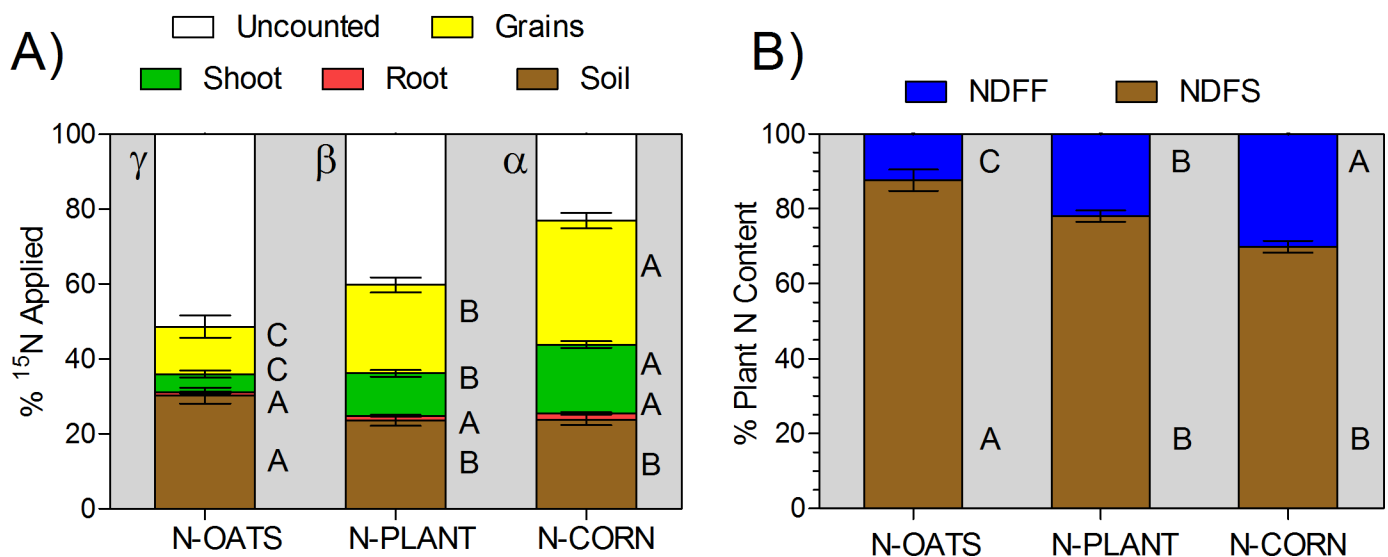 A)
Uncounted Grains
Shoot Root Soil
% 15N Applied
100
80
60
40
20
0
γ
β
α
C
C
A
A
B
B
A
B
A
A
A
B
N-OATS N-PLANT N-CORN
B)
NDFF NDFS
% Plant N Content
100
80
60
40
20
0
C B A
A B B
N-OATS N-PLANT N-CORN